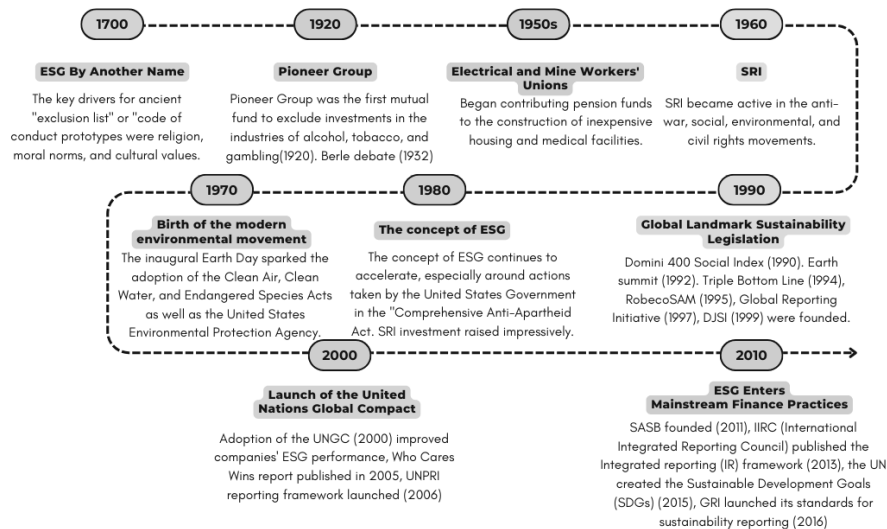 1700
1920
1950s
1960
ESG By Another Name
The key drivers for ancient
"exclusion list" or "code of
conduct prototypes were religion,
moral norms, and cultural values.
Pioneer Group
Pioneer Group was the first mutual
fund to exclude investments in the
industries of alcohol, tobacco, and
gambling(1920). Berle debate (1932)
Electrical and Mine Workers'
Unions
Began contributing pension funds
to the construction of inexpensive
housing and medical facilities.
SRI
SRI became active in the anti-
war, social, environmental, and
civil rights movements.
1970
1980
1990
Birth of the modern
environmental movement
The inaugural Earth Day sparked the
adoption of the Clean Air, Clean
Water, and Endangered Species Acts
as well as the United States
Environmental Protection Agency.
The concept of ESG
The concept of ESG continues to
accelerate, especially around actions
taken by the United States Government
in the "Comprehensive Anti-Apartheid
Act. SRI investment raised impressively.
Global Landmark Sustainability
Legislation
Domini 400 Social Index (1990). Earth
summit (1992). Triple Bottom Line (1994),
RobecoSAM (1995), Global Reporting
Initiative (1997), DJSI (1999) were founded.
2000
2010
Launch of the United
Nations Global Compact
Adoption of the UNGC (2000) improved
companies' ESG performance, Who Cares
Wins report published in 2005, UNPRI
reporting framework launched (2006)
ESG Enters
Mainstream Finance Practices
SASB founded (2011), IIRC (International
Integrated Reporting Council) published the
Integrated reporting (IR) framework (2013), the UN
created the Sustainable Development Goals
(SDGs) (2015), GRI launched its standards for
sustainability reporting (2016)